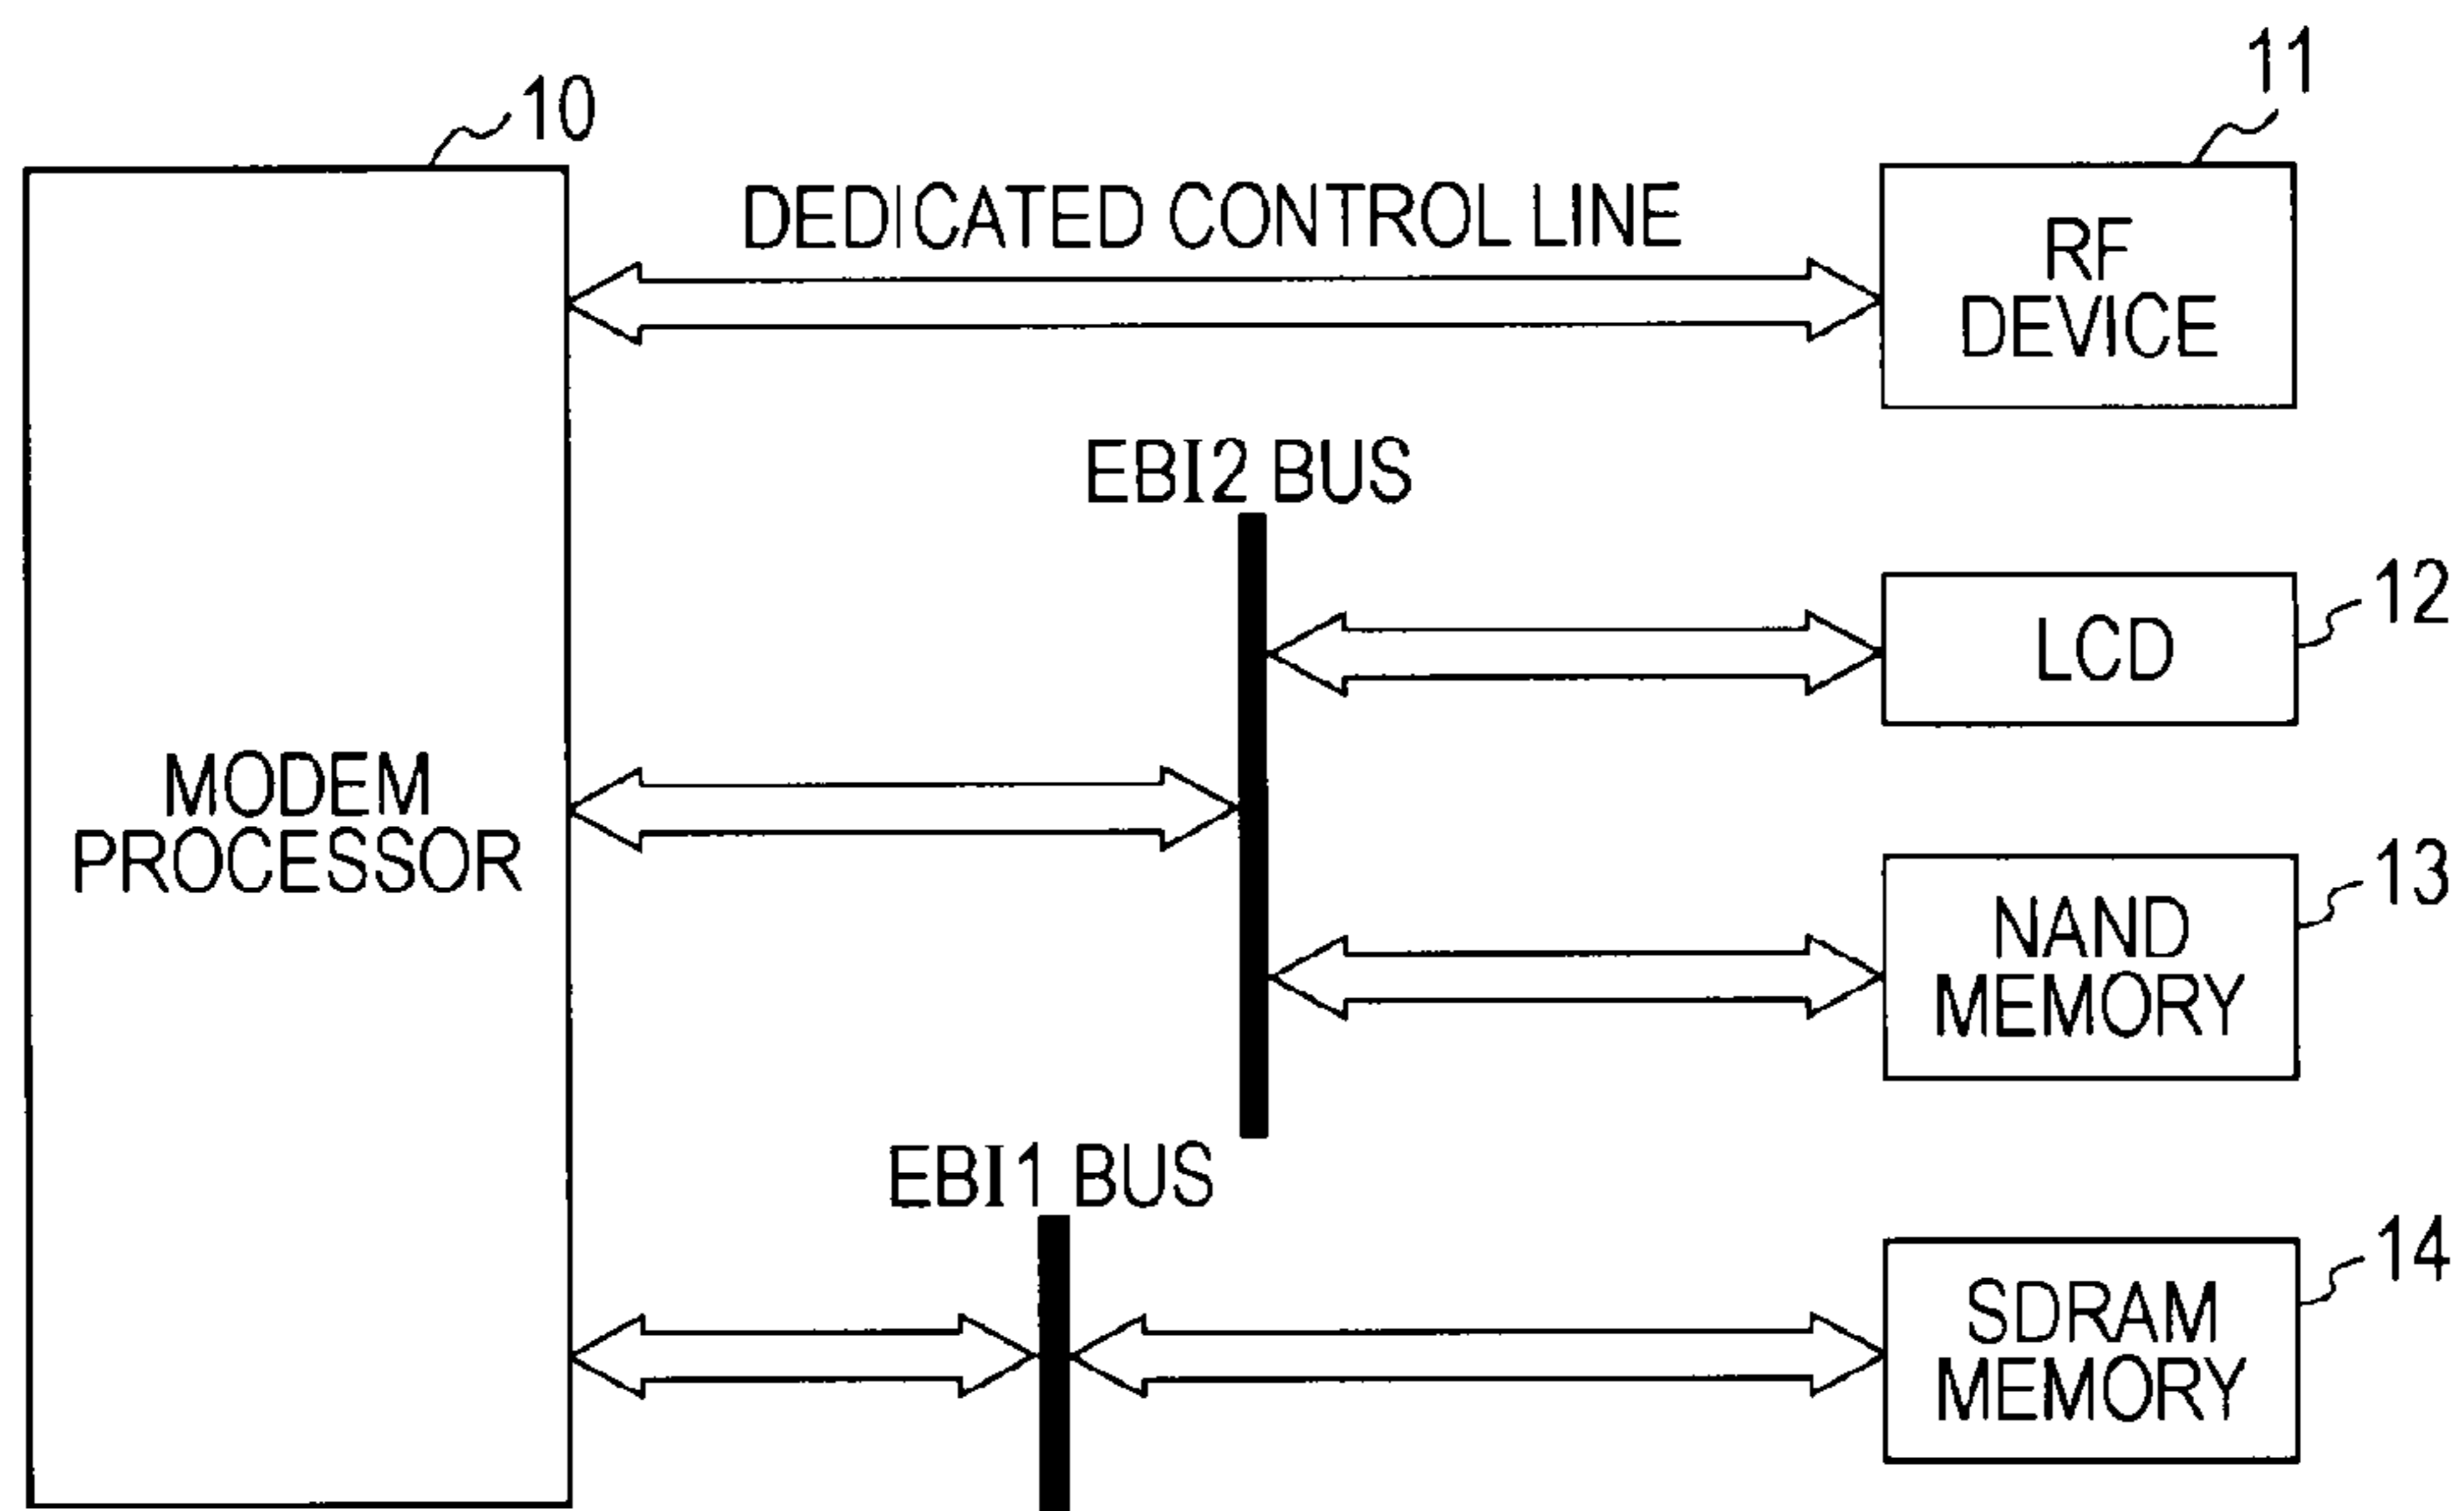 10
11
DEDICATED CONTROL LINE
RF
DEVICE
EBI2 BUS
12
LCD
MODEM
PROCESSOR
13
NAND
MEMORY
EBI1 BUS
14
SDRAM
MEMORY